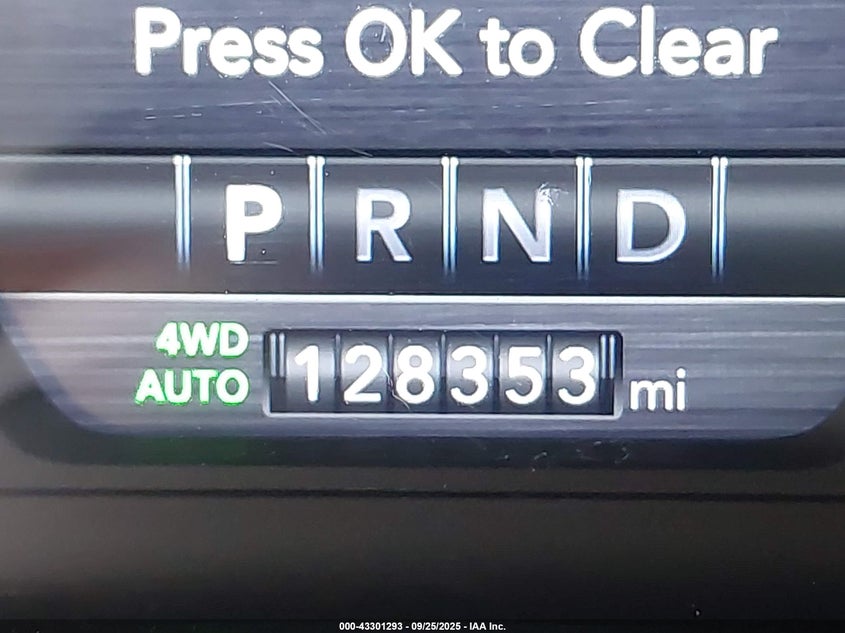 Press OK to Clear
P R N D
4WD
AUTO
128353 mi
000-43301293 - 09/25/2025 - IAA Inc.